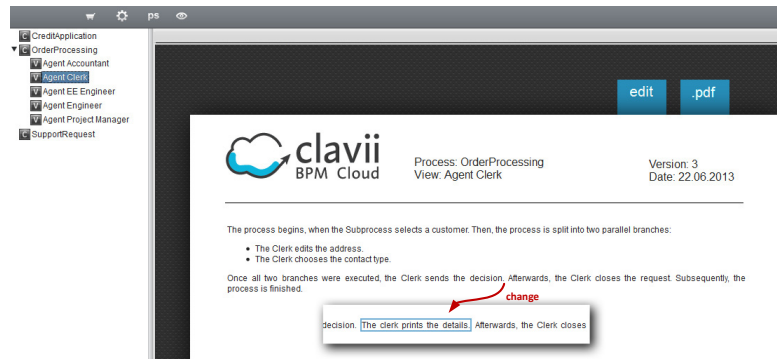 ps
C CreditApplication
C OrderProcessing
V Agent Accountant
V Agent Clerk
V Agent EE Engineer
V Agent Engineer
V Agent Project Manager
C SupportRequest
edit .pdf
clavii
BPM Cloud
Process: OrderProcessing
View: Agent Clerk
Version: 3
Date: 22.06.2013
The process begins, when the Subprocess selects a customer. Then, the process is split into two parallel branches:
• The Clerk edits the address.
• The Clerk chooses the contact type.
Once all two branches were executed, the Clerk sends the decision. Afterwards, the Clerk closes the request. Subsequently, the
process is finished.
change
decision. The clerk prints the details. Afterwards, the Clerk closes